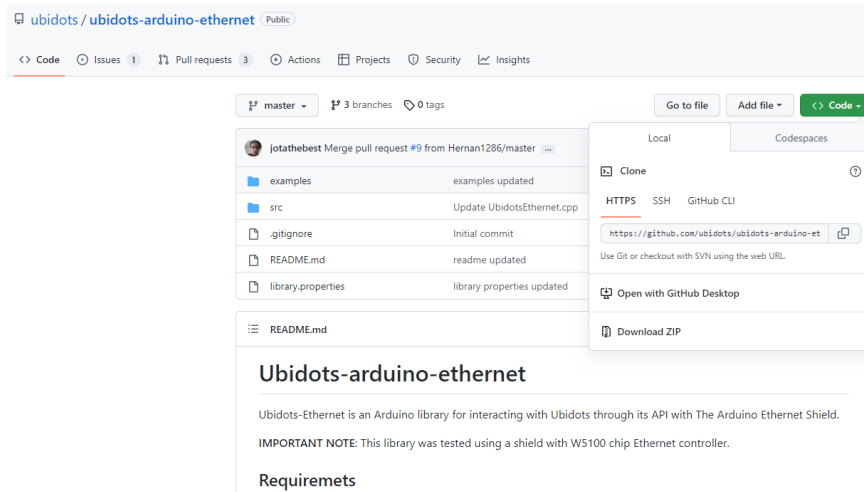 ubidots / ubidots-arduino-ethernet Public
<> Code Issues 1 Pull requests 3 Actions Projects Security Insights
master 3 branches 0 tags Go to file Add file <> Code
jotathebest Merge pull request #9 from Hernan1286/master ...
Local Codespaces
Clone
HTTPS SSH GitHub CLI
https://github.com/ubidots/ubidots-arduino-et
Use Git or checkout with SVN using the web URL.
Open with GitHub Desktop
Download ZIP
examples examples updated
src Update UbidotsEthernet.cpp
.gitignore Initial commit
README.md readme updated
library.properties library properties updated
README.md
Ubidots-arduino-ethernet
Ubidots-Ethernet is an Arduino library for interacting with Ubidots through its API with The Arduino Ethernet Shield.
IMPORTANT NOTE: This library was tested using a shield with W5100 chip Ethernet controller.
Requiremets